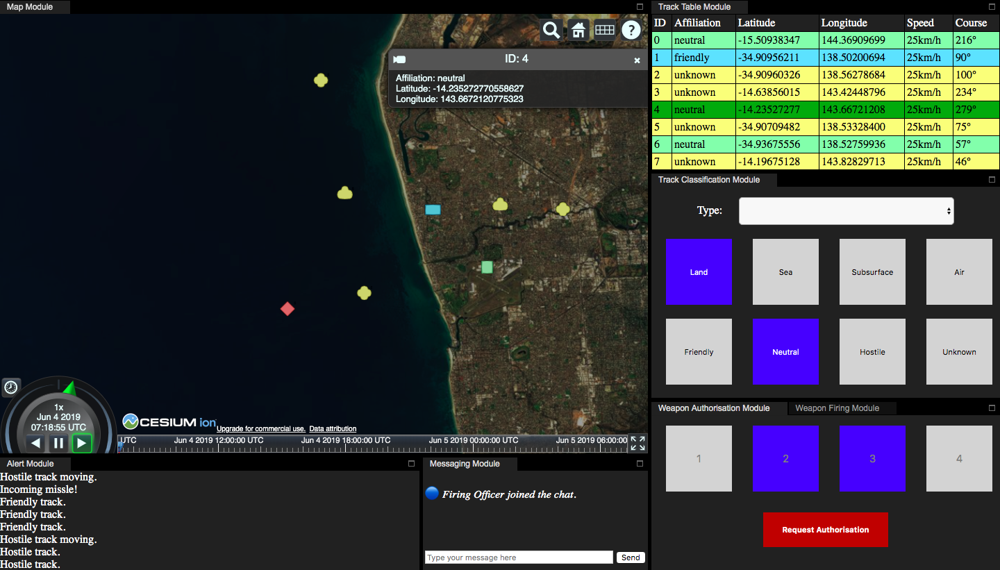 Map Module
?
ID: 4
Affiliation: neutral
Latitude: -14.235272770558627
Longitude: 143.6672120775323
1x
Jun 4 2019
07:18:55 UTC
CESIUM ion
Upgrade for commercial use. Data attribution
UTC Jun 4 2019 12:00:00 UTC Jun 4 2019 18:00:00 UTC Jun 5 2019 00:00:00 UTC Jun 5 2019 06:00:00
Alert Module
Hostile track moving.
Incoming missle!
Friendly track.
Friendly track.
Friendly track.
Hostile track moving.
Hostile track.
Hostile track.
Messaging Module
Firing Officer joined the chat.
Type your message here Send
Track Table Module
ID Affiliation Latitude Longitude Speed Course
0 neutral -15.50938347 144.36909699 25km/h 216°
1 friendly -34.90956211 138.50200694 25km/h 90°
2 unknown -34.90960326 138.56278684 25km/h 100°
3 unknown -14.63856015 143.42448796 25km/h 234°
4 neutral -14.23527277 143.66721208 25km/h 279°
5 unknown -34.90709482 138.53328400 25km/h 75°
6 neutral -34.93675556 138.52759936 25km/h 57°
7 unknown -14.19675128 143.82829713 25km/h 46°
Track Classification Module
Type:
Land Sea Subsurface Air
Friendly Neutral Hostile Unknown
Weapon Authorisation Module Weapon Firing Module
1 2 3 4
Request Authorisation